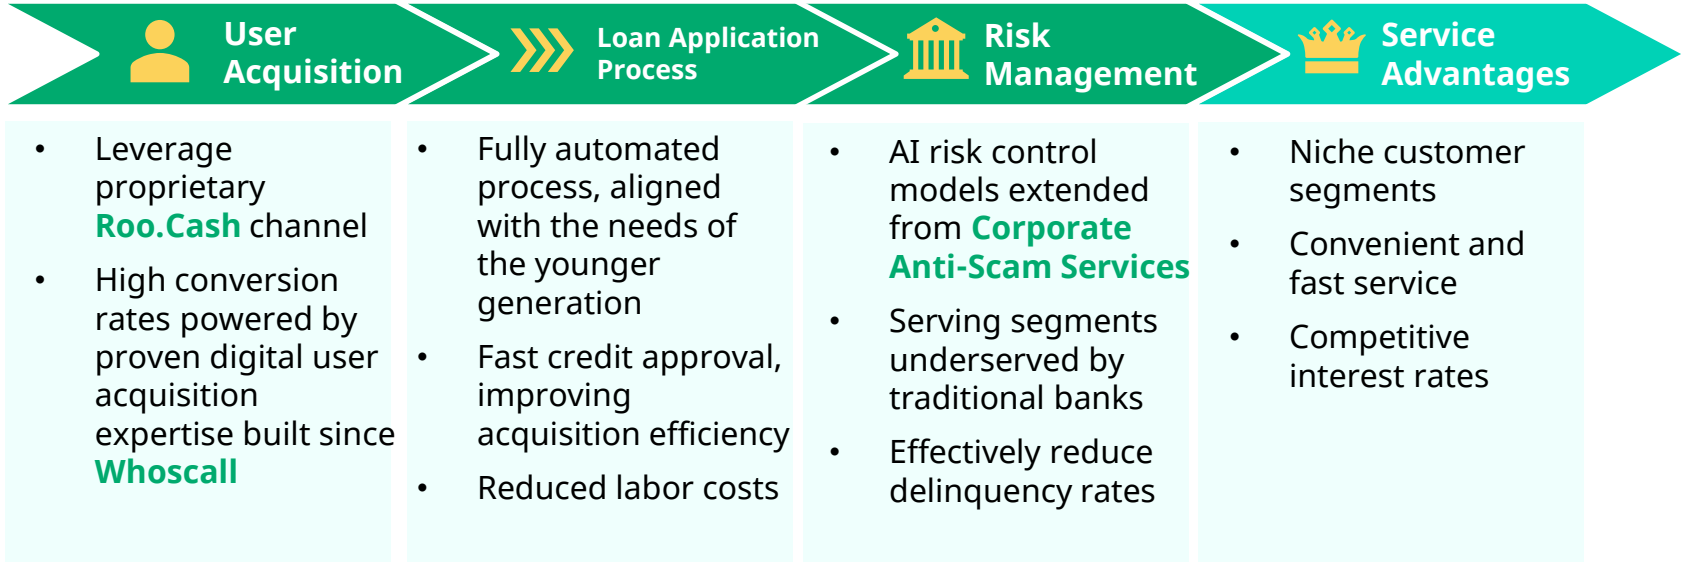 User
Acquisition
Loan Application
Process
Risk
Management
Service
Advantages
• Leverage
proprietary
Roo.Cash channel
• High conversion
rates powered by
proven digital user
acquisition
expertise built since
Whoscall
• Fully automated
process, aligned
with the needs of
the younger
generation
• Fast credit approval,
improving
acquisition efficiency
• Reduced labor costs
• AI risk control
models extended
from Corporate
Anti-Scam Services
• Serving segments
underserved by
traditional banks
• Effectively reduce
delinquency rates
• Niche customer
segments
• Convenient and
fast service
• Competitive
interest rates